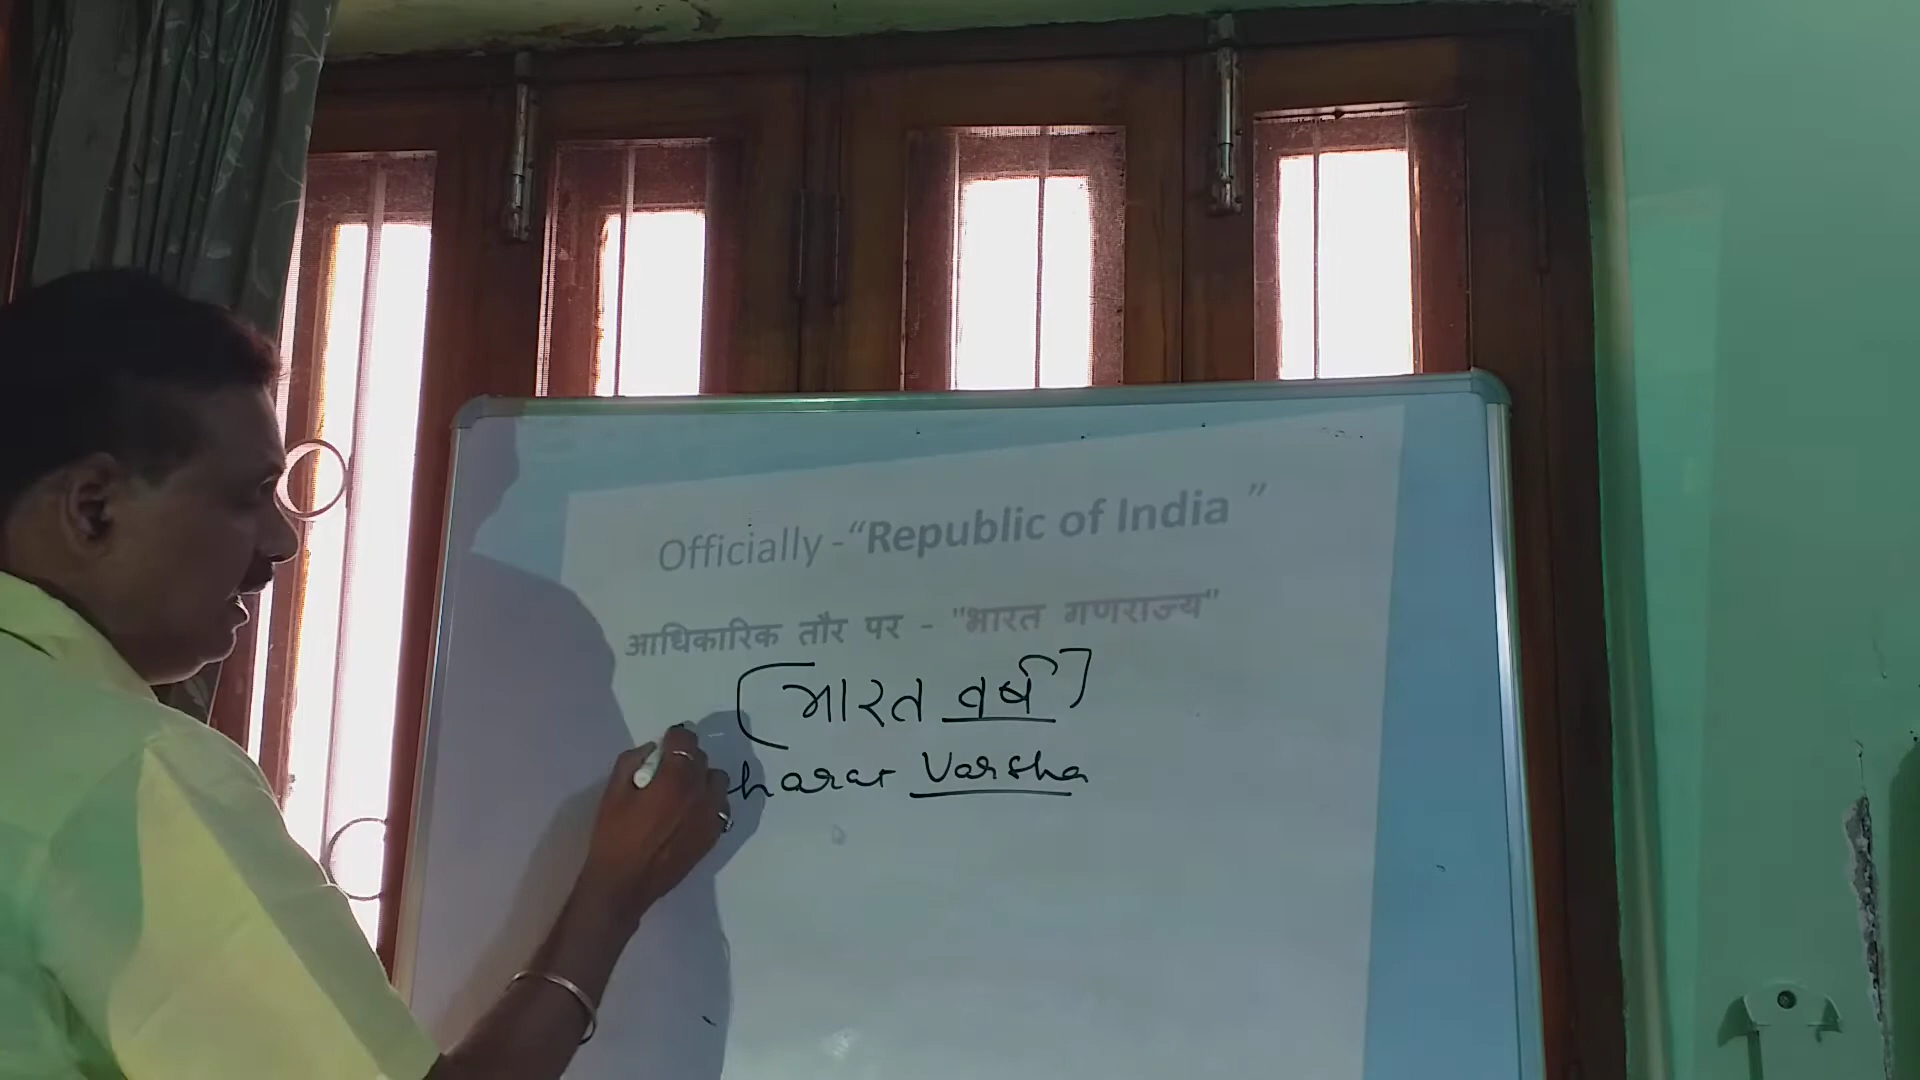 Officially -“Republic of India ”
आधिकारिक तौर पर - "भारत गणराज्य"
[भारत वर्ष]
harat Varsha